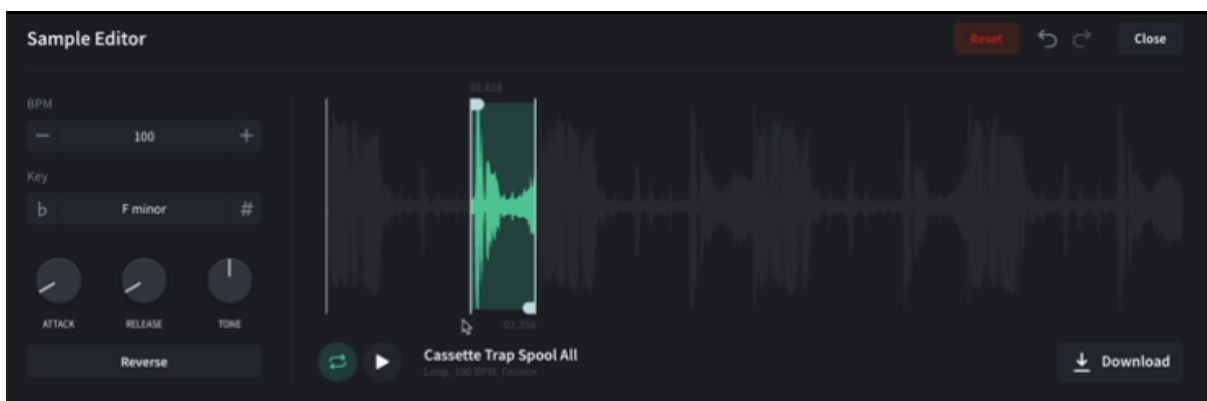 Sample Editor
Reset
Close
BPM
− 100 +
Key
♭ F minor #
ATTACK RELEASE TONE
Reverse
01.618
02.356
Cassette Trap Spool All
Loop, 100 BPM, Fminor
Download